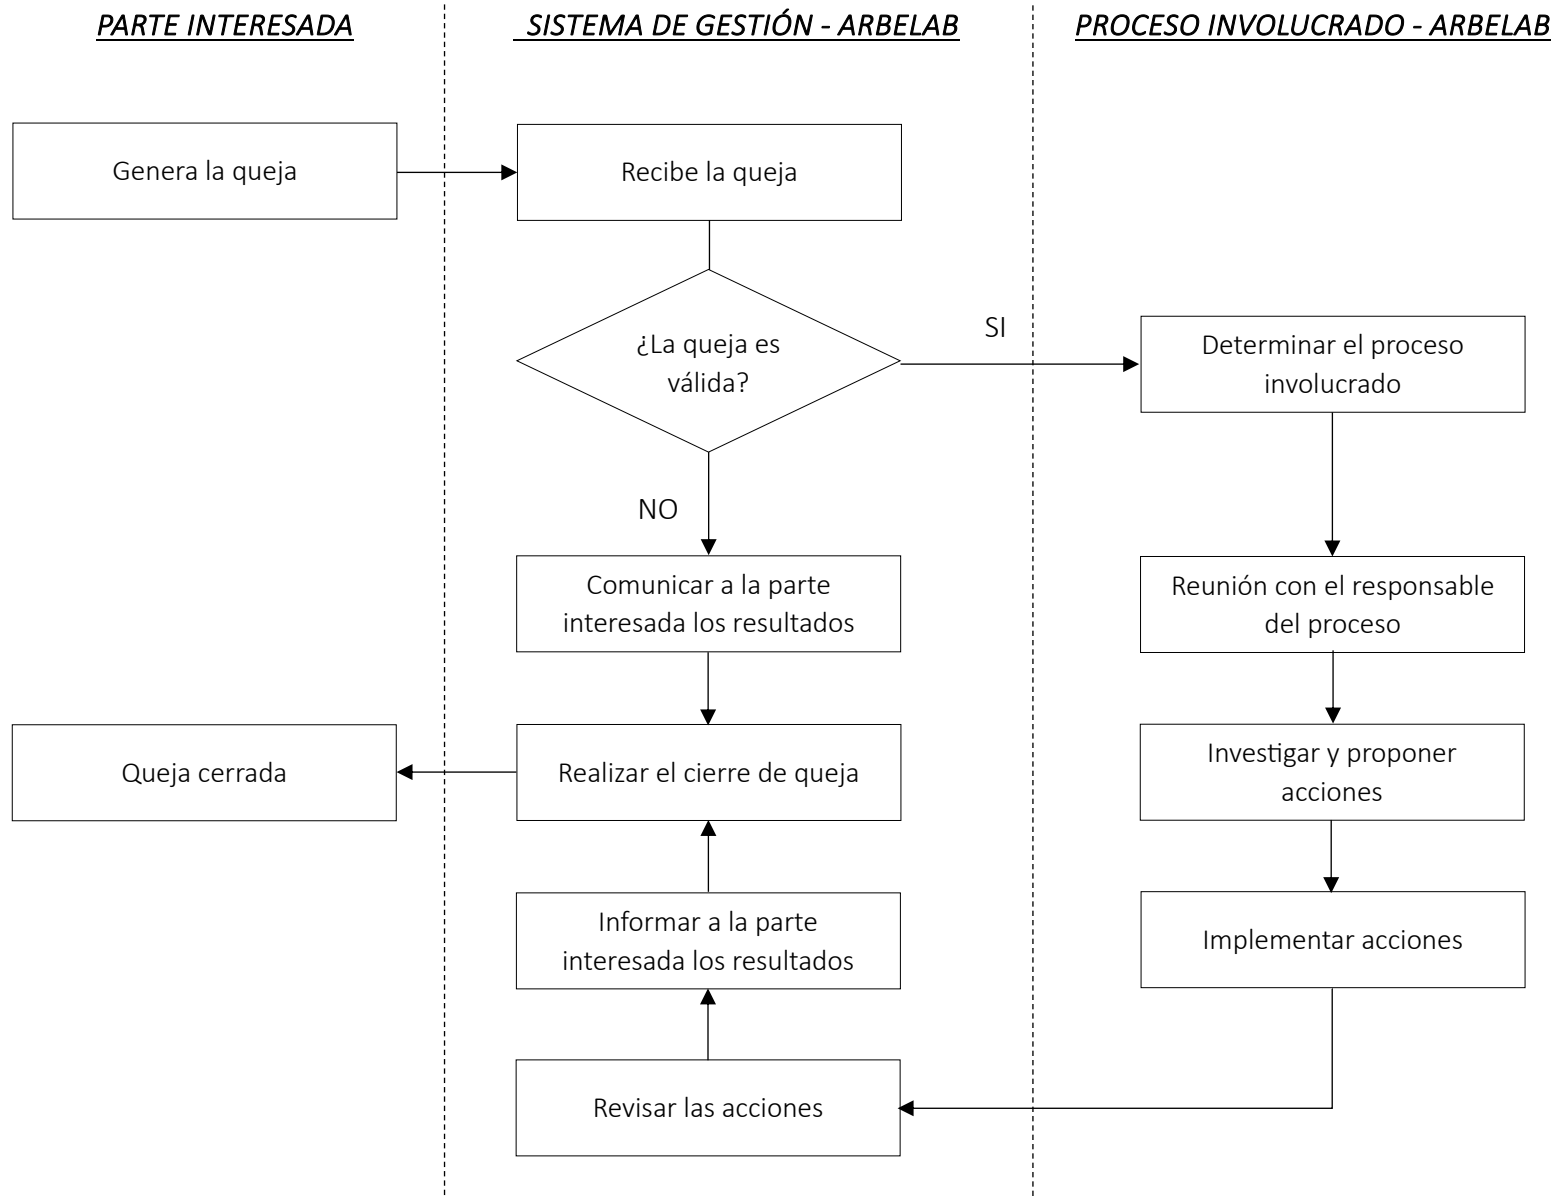 PARTE INTERESADA
SISTEMA DE GESTIÓN - ARBELAB
PROCESO INVOLUCRADO - ARBELAB
Genera la queja
Recibe la queja
¿La queja es
válida?
SI
Determinar el proceso
involucrado
NO
Comunicar a la parte
interesada los resultados
Reunión con el responsable
del proceso
Queja cerrada
Realizar el cierre de queja
Investigar y proponer
acciones
Informar a la parte
interesada los resultados
Implementar acciones
Revisar las acciones